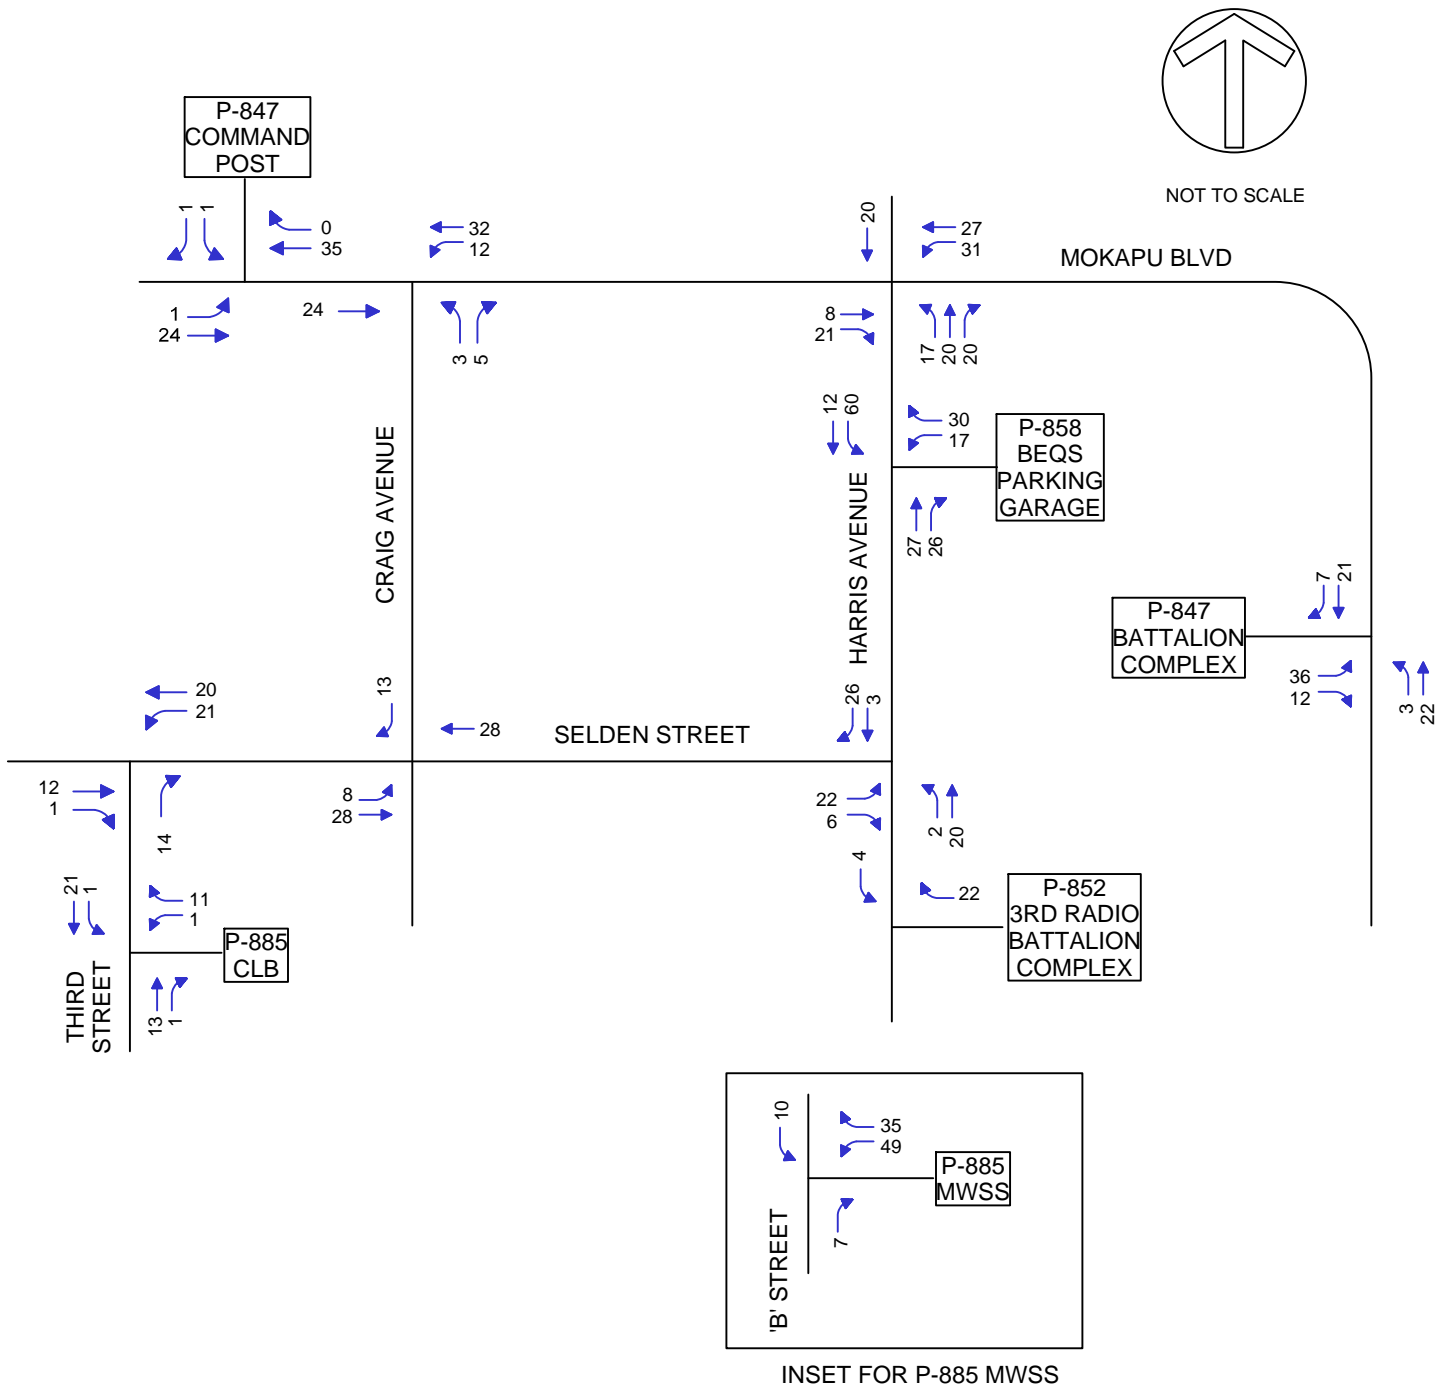 P-847
COMMAND
POST
NOT TO SCALE
1
1
0
35
32
12
20
27
31
MOKAPU BLVD
1
24
24
3
5
8
21
17
20
20
CRAIG AVENUE
12
60
30
17
P-858
BEQS
PARKING
GARAGE
HARRIS AVENUE
27
26
7
21
P-847
BATTALION
COMPLEX
36
12
3
22
20
21
13
28
SELDEN STREET
26
3
12
1
14
8
28
22
6
2
20
21
1
11
1
P-885
CLB
4
22
P-852
3RD RADIO
BATTALION
COMPLEX
THIRD
STREET
13
1
10
35
49
P-885
MWSS
7
'B' STREET
INSET FOR P-885 MWSS